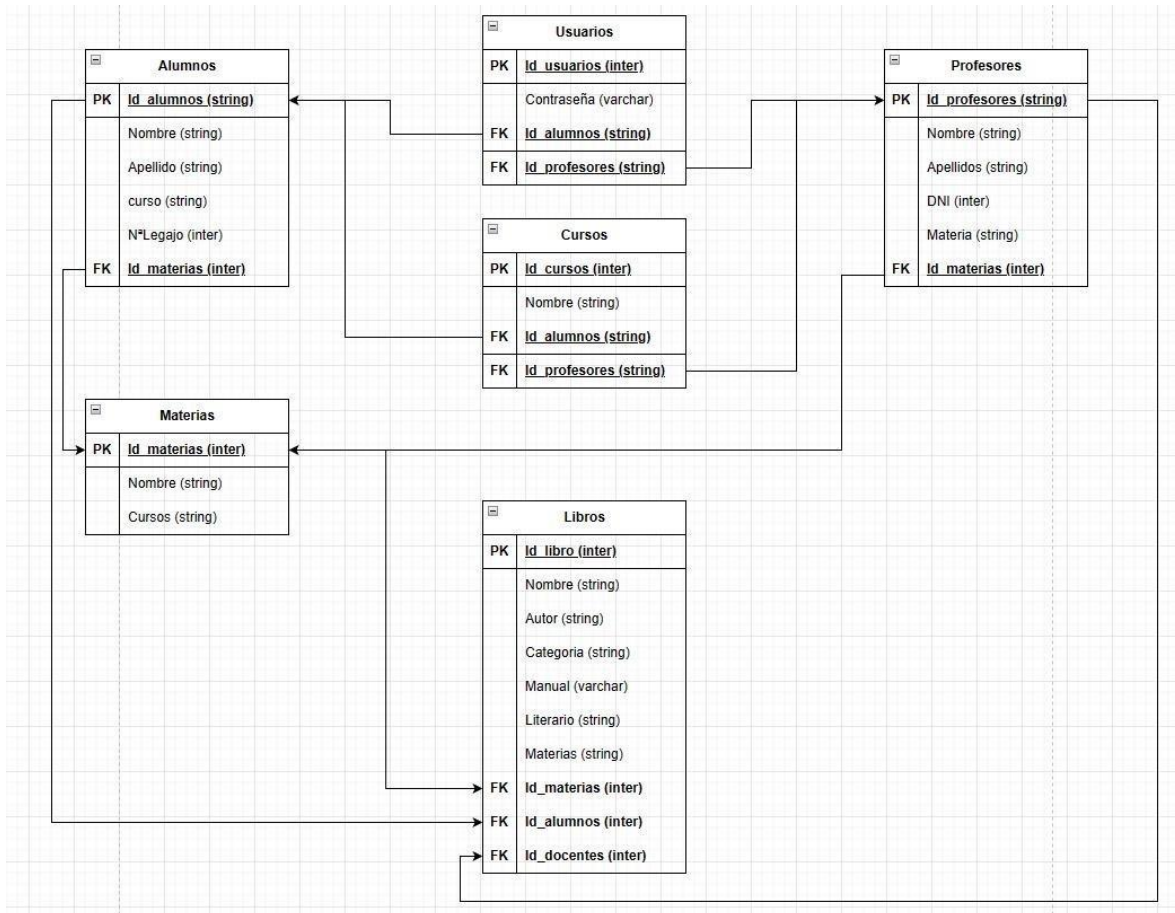 Usuarios
PK Id_usuarios (inter)
Contraseña (varchar)
FK Id_alumnos (string)
FK Id_profesores (string)
Alumnos
PK Id_alumnos (string)
Nombre (string)
Apellido (string)
curso (string)
NªLegajo (inter)
FK Id_materias (inter)
Profesores
PK Id_profesores (string)
Nombre (string)
Apellidos (string)
DNI (inter)
Materia (string)
FK Id_materias (inter)
Cursos
PK Id_cursos (inter)
Nombre (string)
FK Id_alumnos (string)
FK Id_profesores (string)
Materias
PK Id_materias (inter)
Nombre (string)
Cursos (string)
Libros
PK Id_libro (inter)
Nombre (string)
Autor (string)
Categoria (string)
Manual (varchar)
Literario (string)
Materias (string)
FK Id_materias (inter)
FK Id_alumnos (inter)
FK Id_docentes (inter)